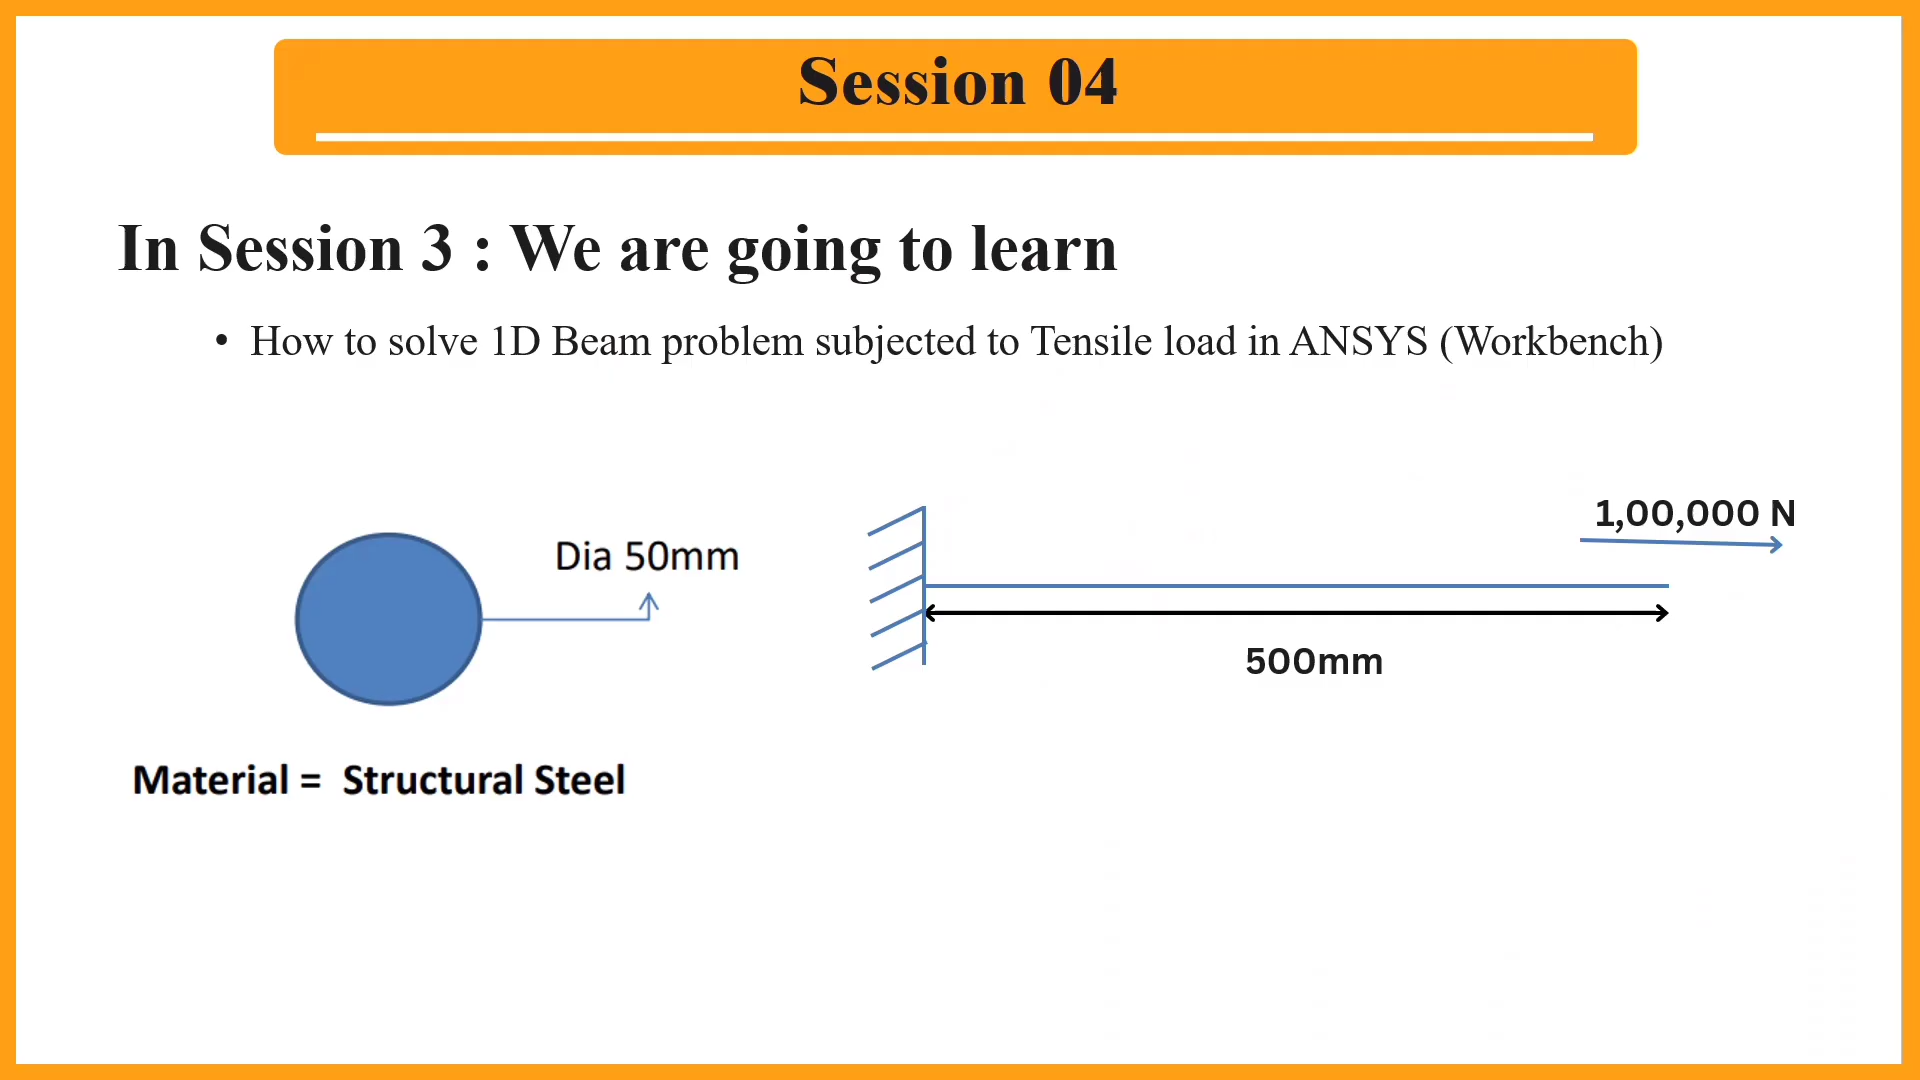 Session 04
In Session 3 : We are going to learn
• How to solve 1D Beam problem subjected to Tensile load in ANSYS (Workbench)
1,00,000 N
Dia 50mm
500mm
Material = Structural Steel